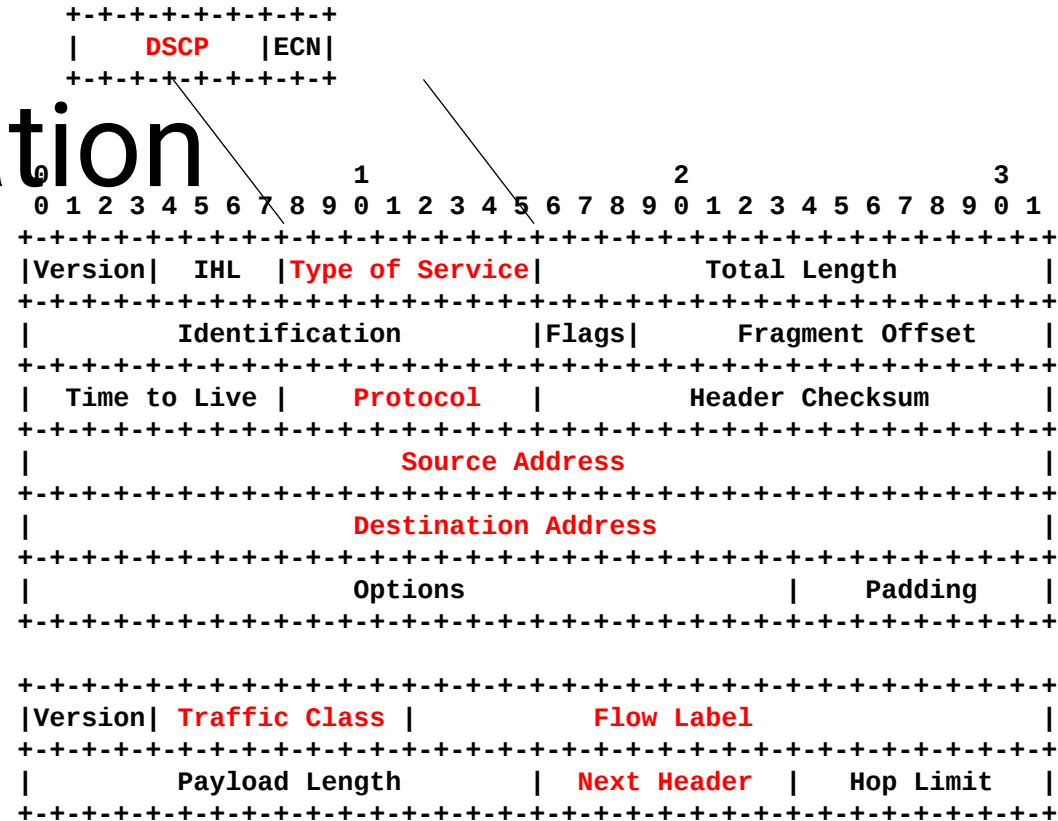 +-+-+-+-+-+-+-+-+
|    DSCP   |ECN|
+-+-+-+-+-+-+-+-+
tion
 0                   1                   2                   3
 0 1 2 3 4 5 6 7 8 9 0 1 2 3 4 5 6 7 8 9 0 1 2 3 4 5 6 7 8 9 0 1
+-+-+-+-+-+-+-+-+-+-+-+-+-+-+-+-+-+-+-+-+-+-+-+-+-+-+-+-+-+-+-+-+
|Version|  IHL  |Type of Service|          Total Length         |
+-+-+-+-+-+-+-+-+-+-+-+-+-+-+-+-+-+-+-+-+-+-+-+-+-+-+-+-+-+-+-+-+
|         Identification        |Flags|      Fragment Offset    |
+-+-+-+-+-+-+-+-+-+-+-+-+-+-+-+-+-+-+-+-+-+-+-+-+-+-+-+-+-+-+-+-+
|  Time to Live |    Protocol   |         Header Checksum       |
+-+-+-+-+-+-+-+-+-+-+-+-+-+-+-+-+-+-+-+-+-+-+-+-+-+-+-+-+-+-+-+-+
|                       Source Address                          |
+-+-+-+-+-+-+-+-+-+-+-+-+-+-+-+-+-+-+-+-+-+-+-+-+-+-+-+-+-+-+-+-+
|                    Destination Address                        |
+-+-+-+-+-+-+-+-+-+-+-+-+-+-+-+-+-+-+-+-+-+-+-+-+-+-+-+-+-+-+-+-+
|                    Options                    |    Padding    |
+-+-+-+-+-+-+-+-+-+-+-+-+-+-+-+-+-+-+-+-+-+-+-+-+-+-+-+-+-+-+-+-+
+-+-+-+-+-+-+-+-+-+-+-+-+-+-+-+-+-+-+-+-+-+-+-+-+-+-+-+-+-+-+-+-+
|Version| Traffic Class |           Flow Label                  |
+-+-+-+-+-+-+-+-+-+-+-+-+-+-+-+-+-+-+-+-+-+-+-+-+-+-+-+-+-+-+-+-+
|         Payload Length        |  Next Header  |   Hop Limit   |
+-+-+-+-+-+-+-+-+-+-+-+-+-+-+-+-+-+-+-+-+-+-+-+-+-+-+-+-+-+-+-+-+